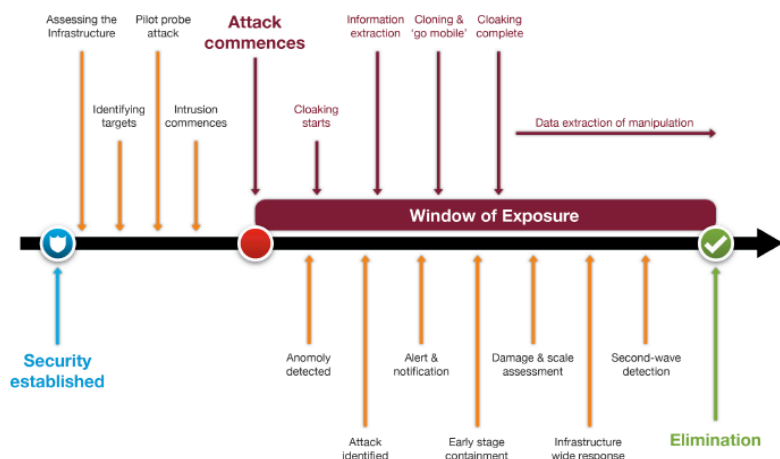 Assessing the
Infrastructure
Pilot probe
attack
Attack
commences
Information
extraction
Cloning &
'go mobile'
Cloaking
complete
Identifying
targets
Intrusion
commences
Cloaking
starts
Data extraction of manipulation
Window of Exposure
Security
established
Anomoly
detected
Alert &
notification
Damage & scale
assessment
Second-wave
detection
Attack
identified
Early stage
containment
Infrastructure
wide response
Elimination